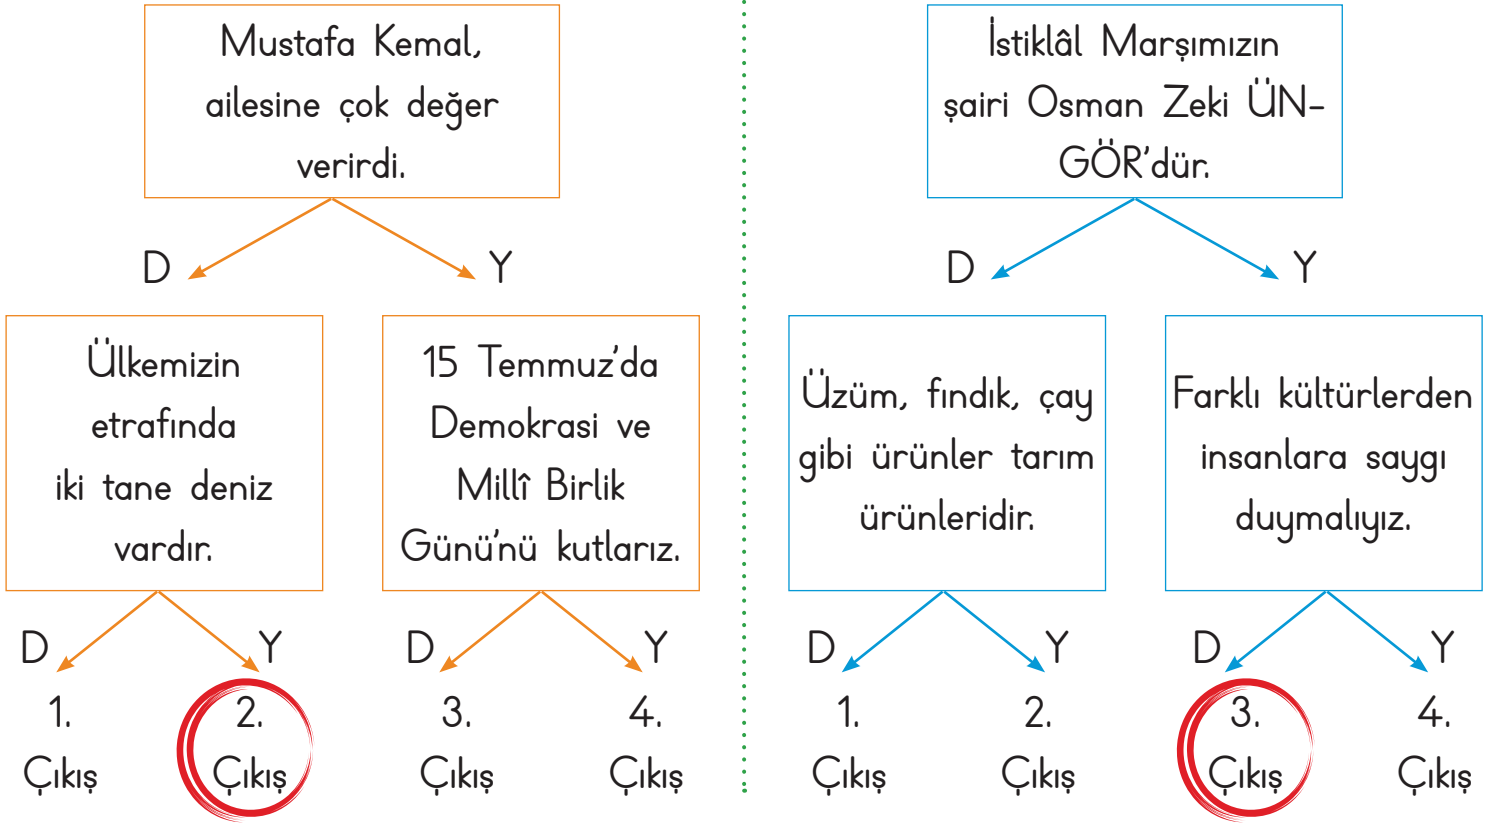 Mustafa Kemal,
ailesine çok değer
verirdi.
D
Y
Ülkemizin
etrafında
iki tane deniz
vardır.
15 Temmuz'da
Demokrasi ve
Millî Birlik
Günü'nü kutlarız.
D
Y
D
Y
1.
Çıkış
2.
Çıkış
3.
Çıkış
4.
Çıkış
İstiklâl Marşımızın
şairi Osman Zeki ÜN-
GÖR'dür.
D
Y
Üzüm, fındık, çay
gibi ürünler tarım
ürünleridir.
Farklı kültürlerden
insanlara saygı
duymalıyız.
D
Y
D
Y
1.
Çıkış
2.
Çıkış
3.
Çıkış
4.
Çıkış